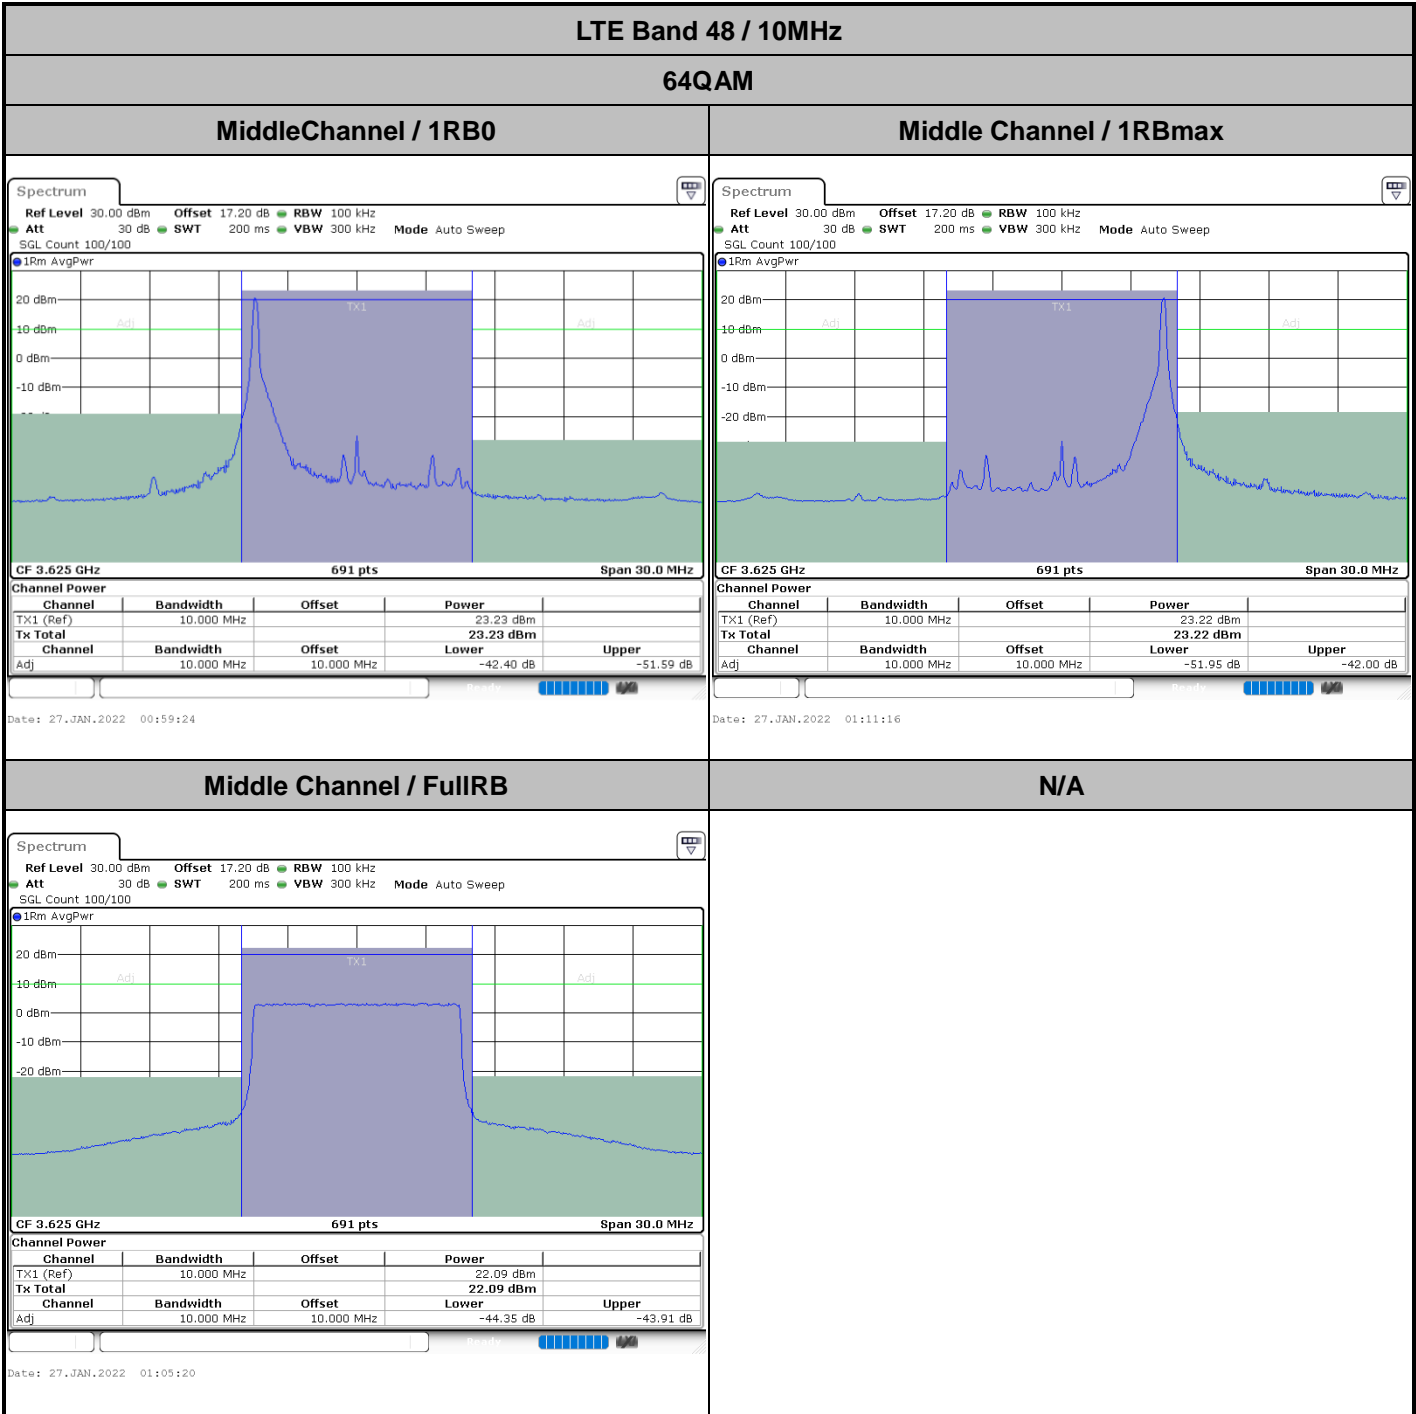 LTE Band 48 / 10MHz
64QAM
MiddleChannel / 1RB0
Middle Channel / 1RBmax
Spectrum
Ref Level 30.00 dBm Offset 17.20 dB RBW 100 kHz
Att 30 dB SWT 200 ms VBW 300 kHz Mode Auto Sweep
SGL Count 100/100
1Rm AvgPwr
TX1
20 dBm
Adj
Adj
10 dBm
0 dBm
-10 dBm
CF 3.625 GHz 691 pts Span 30.0 MHz
Channel Power
Channel Bandwidth Offset Power
TX1 (Ref) 10.000 MHz 23.23 dBm
Tx Total 23.23 dBm
Channel Bandwidth Offset Lower Upper
Adj 10.000 MHz 10.000 MHz -42.40 dB -51.59 dB
Ready
Date: 27.JAN.2022 00:59:24
Spectrum
Ref Level 30.00 dBm Offset 17.20 dB RBW 100 kHz
Att 30 dB SWT 200 ms VBW 300 kHz Mode Auto Sweep
SGL Count 100/100
1Rm AvgPwr
20 dBm
TX1
Adj
Adj
10 dBm
0 dBm
-10 dBm
-20 dBm
CF 3.625 GHz 691 pts Span 30.0 MHz
Channel Power
Channel Bandwidth Offset Power
TX1 (Ref) 10.000 MHz 23.22 dBm
Tx Total 23.22 dBm
Channel Bandwidth Offset Lower Upper
Adj 10.000 MHz 10.000 MHz -51.95 dB -42.00 dB
Ready
Date: 27.JAN.2022 01:11:16
Middle Channel / FullRB
N/A
Spectrum
Ref Level 30.00 dBm Offset 17.20 dB RBW 100 kHz
Att 30 dB SWT 200 ms VBW 300 kHz Mode Auto Sweep
SGL Count 100/100
1Rm AvgPwr
20 dBm
TX1
Adj
Adj
10 dBm
0 dBm
-10 dBm
-20 dBm
CF 3.625 GHz 691 pts Span 30.0 MHz
Channel Power
Channel Bandwidth Offset Power
TX1 (Ref) 10.000 MHz 22.09 dBm
Tx Total 22.09 dBm
Channel Bandwidth Offset Lower Upper
Adj 10.000 MHz 10.000 MHz -44.35 dB -43.91 dB
Ready
Date: 27.JAN.2022 01:05:20